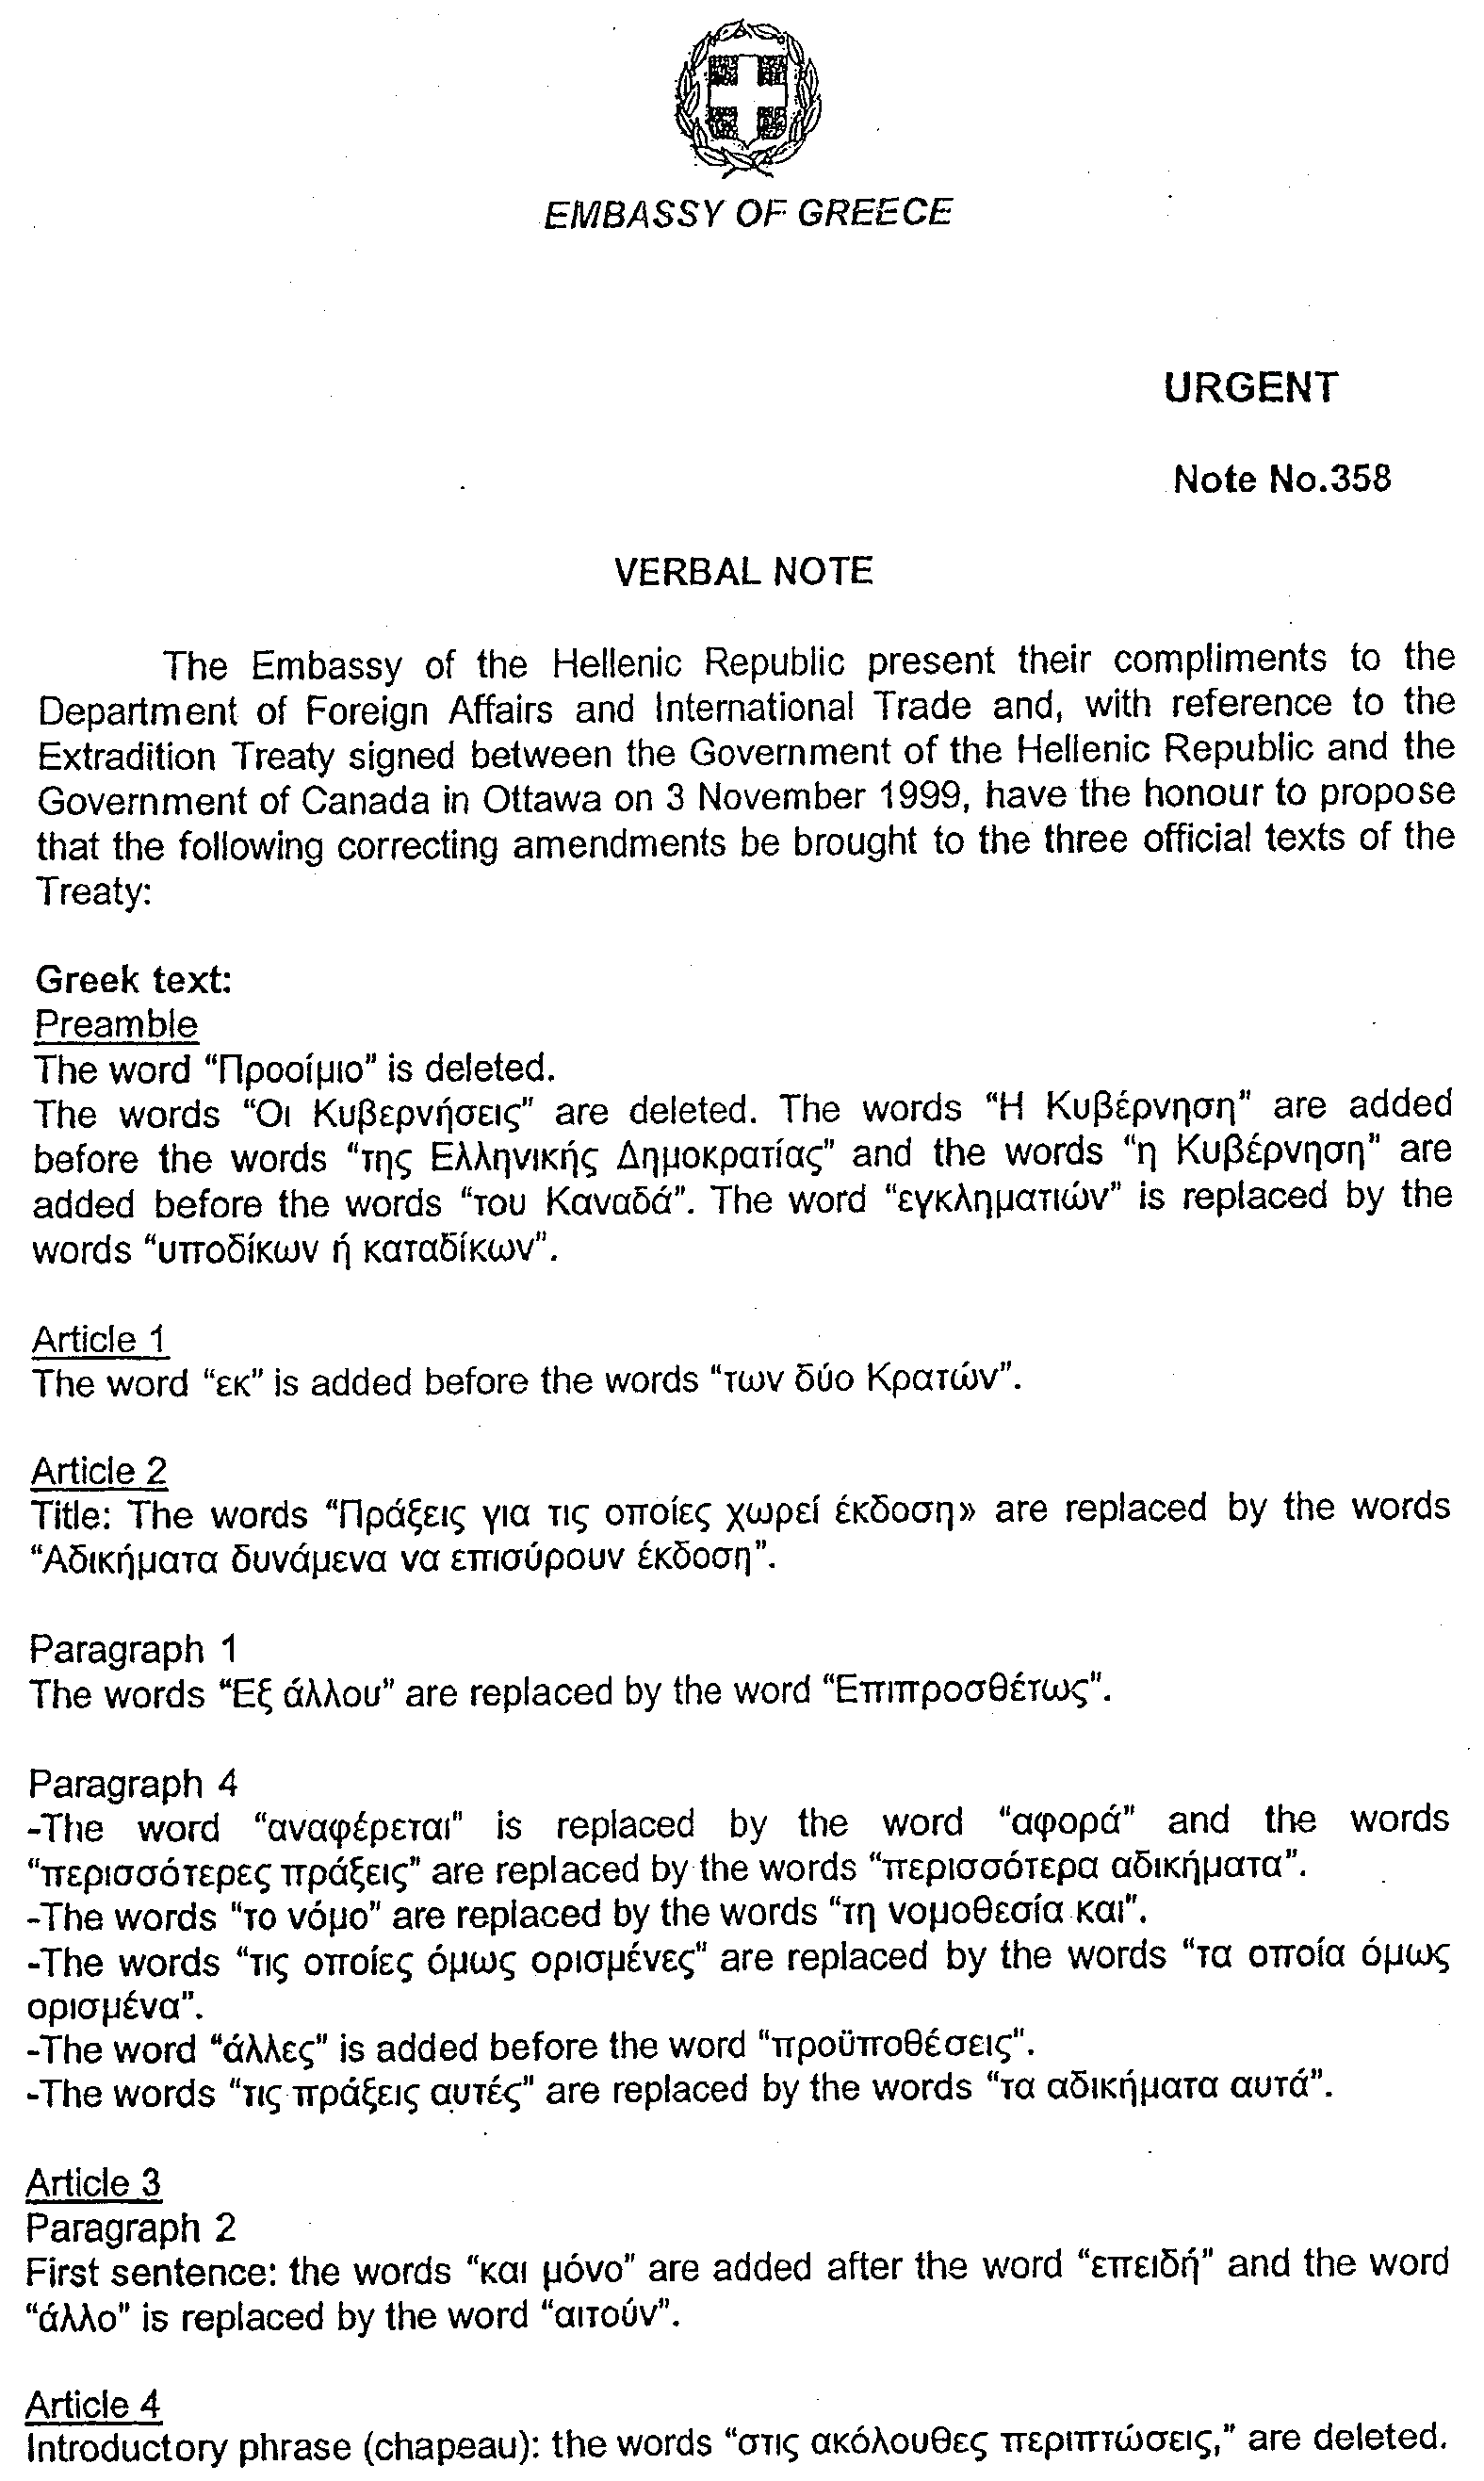 EMBASSY OF GREECE
URGENT
Note No.358
VERBAL NOTE
The Embassy of the Hellenic Republic present their compliments to the
Department of Foreign Affairs and International Trade and, with reference to the
Extradition Treaty signed between the Government of the Hellenic Republic and the
Government of Canada in Ottawa on 3 November 1999, have the honour to propose
that the following correcting amendments be brought to the three official texts of the
Treaty:
Greek text:
Preamble
The word “Προοίμιο” is deleted.
The words “Οι Κυβερνήσεις” are deleted. The words “Η Κυβέρνηση” are added
before the words “της Ελληνικής Δημοκρατίας” and the words “η Κυβέρνηση” are
added before the words “του Καναδά”. The word “εγκληματιών” is replaced by the
words “υποδίκων ή καταδίκων”.
Article 1
The word “εκ” is added before the words “των δύο Κρατών”.
Article 2
Title: The words “Πράξεις για τις οποίες χωρεί έκδοση» are replaced by the words
“Αδικήματα δυνάμενα να επισύρουν έκδοση”.
Paragraph 1
The words “Εξ άλλου” are replaced by the word “Επιπροσθέτως”.
Paragraph 4
-The word “αναφέρεται” is replaced by the word “αφορά” and the words
“περισσότερες πράξεις” are replaced by the words “περισσότερα αδικήματα”.
-The words “το νόμο” are replaced by the words “τη νομοθεσία και”.
-The words “τις οποίες όμως ορισμένες” are replaced by the words “τα οποία όμως
ορισμένα”.
-The word “άλλες” is added before the word “προϋποθέσεις”.
-The words “τις πράξεις αυτές” are replaced by the words “τα αδικήματα αυτά”.
Article 3
Paragraph 2
First sentence: the words “και μόνο” are added after the word “επειδή” and the word
“άλλο” is replaced by the word “αιτούν”.
Article 4
Introductory phrase (chapeau): the words “στις ακόλουθες περιπτώσεις,” are deleted.